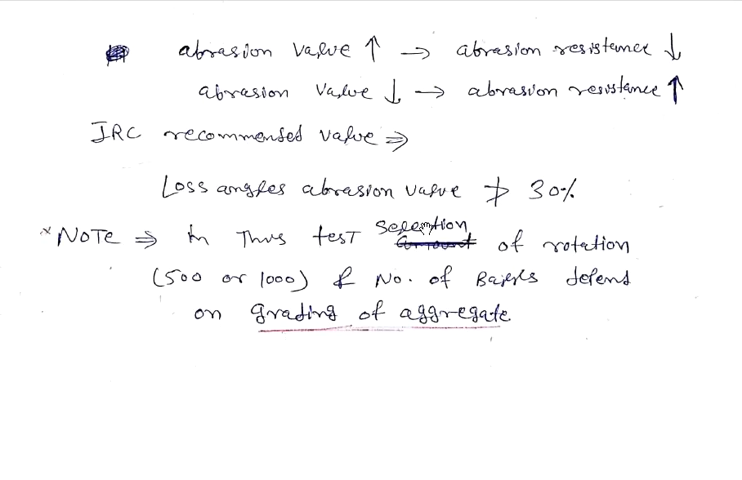 abrasion value ↑ → abrasion resistance ↓
abrasion value ↓ → abrasion resistance ↑
IRC recommended value ⇒
Loss angles abrasion value ≯ 30%
* NOTE ⇒ In This test Selection of rotation
(500 or 1000) & No. of Balls depend
on grading of aggregate